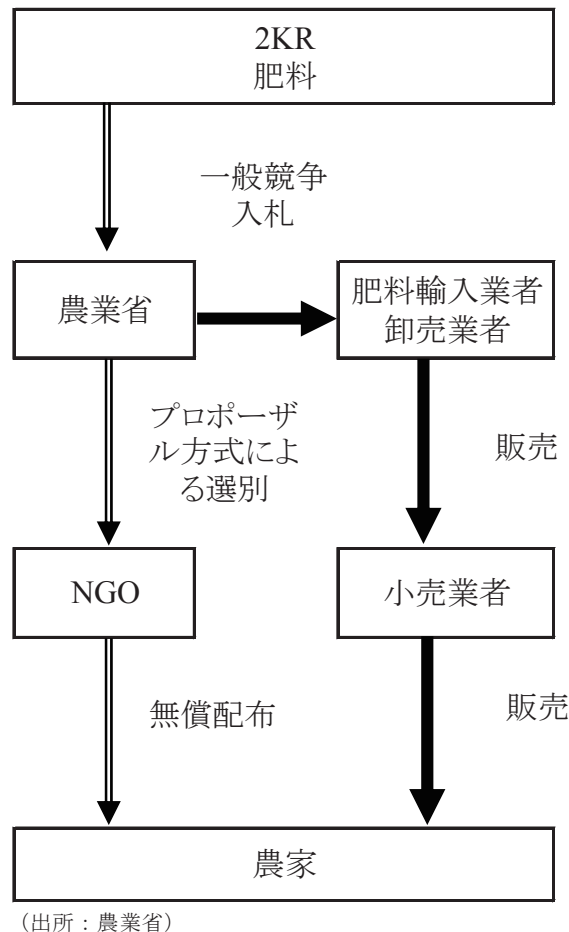 2KR
肥料
一般競争
入札
農業省
肥料輸入業者
卸売業者
プロポーザ
ル方式によ
る選別
販売
NGO
小売業者
無償配布
販売
農家
（出所：農業省）